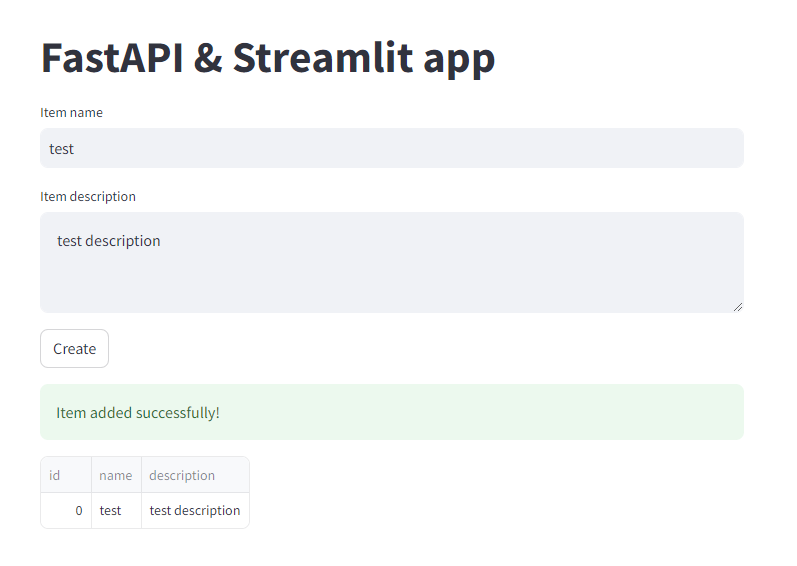 FastAPI & Streamlit app
Item name
test
Item description
test description
Create
Item added successfully!
id name description
0 test test description